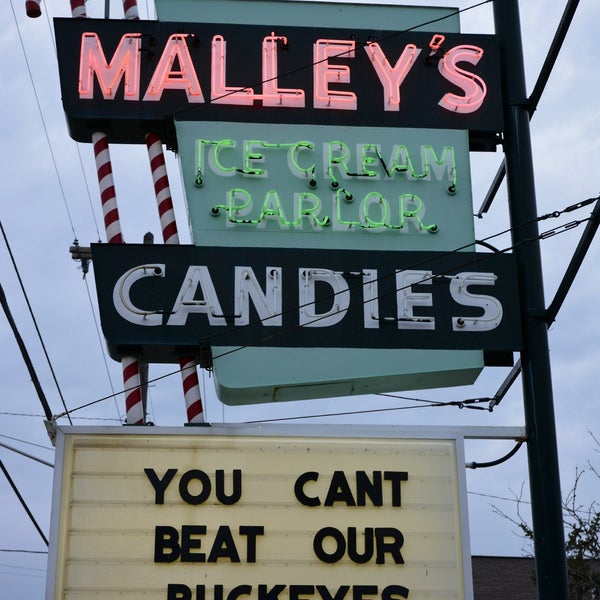 MALLEY'S
ICE CREAM
PARLOR
CANDIES
YOU CANT
BEAT OUR
BUCKEYES